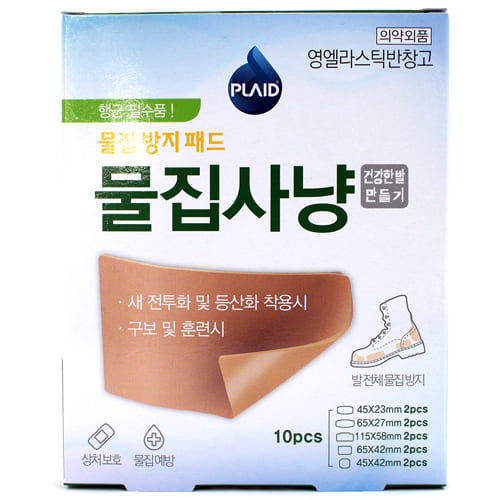 의약외품
영엘라스틱반창고
PLAID
행군 필수품!
물집 방지 패드
물집사냥
건강한발
만들기
· 새 전투화 및 등산화 착용시
· 구보 및 훈련시
발 전체 물집 방지
10pcs
45X23mm 2pcs
65X27mm 2pcs
115X58mm 2pcs
65X42mm 2pcs
45X42mm 2pcs
상처보호
물집예방